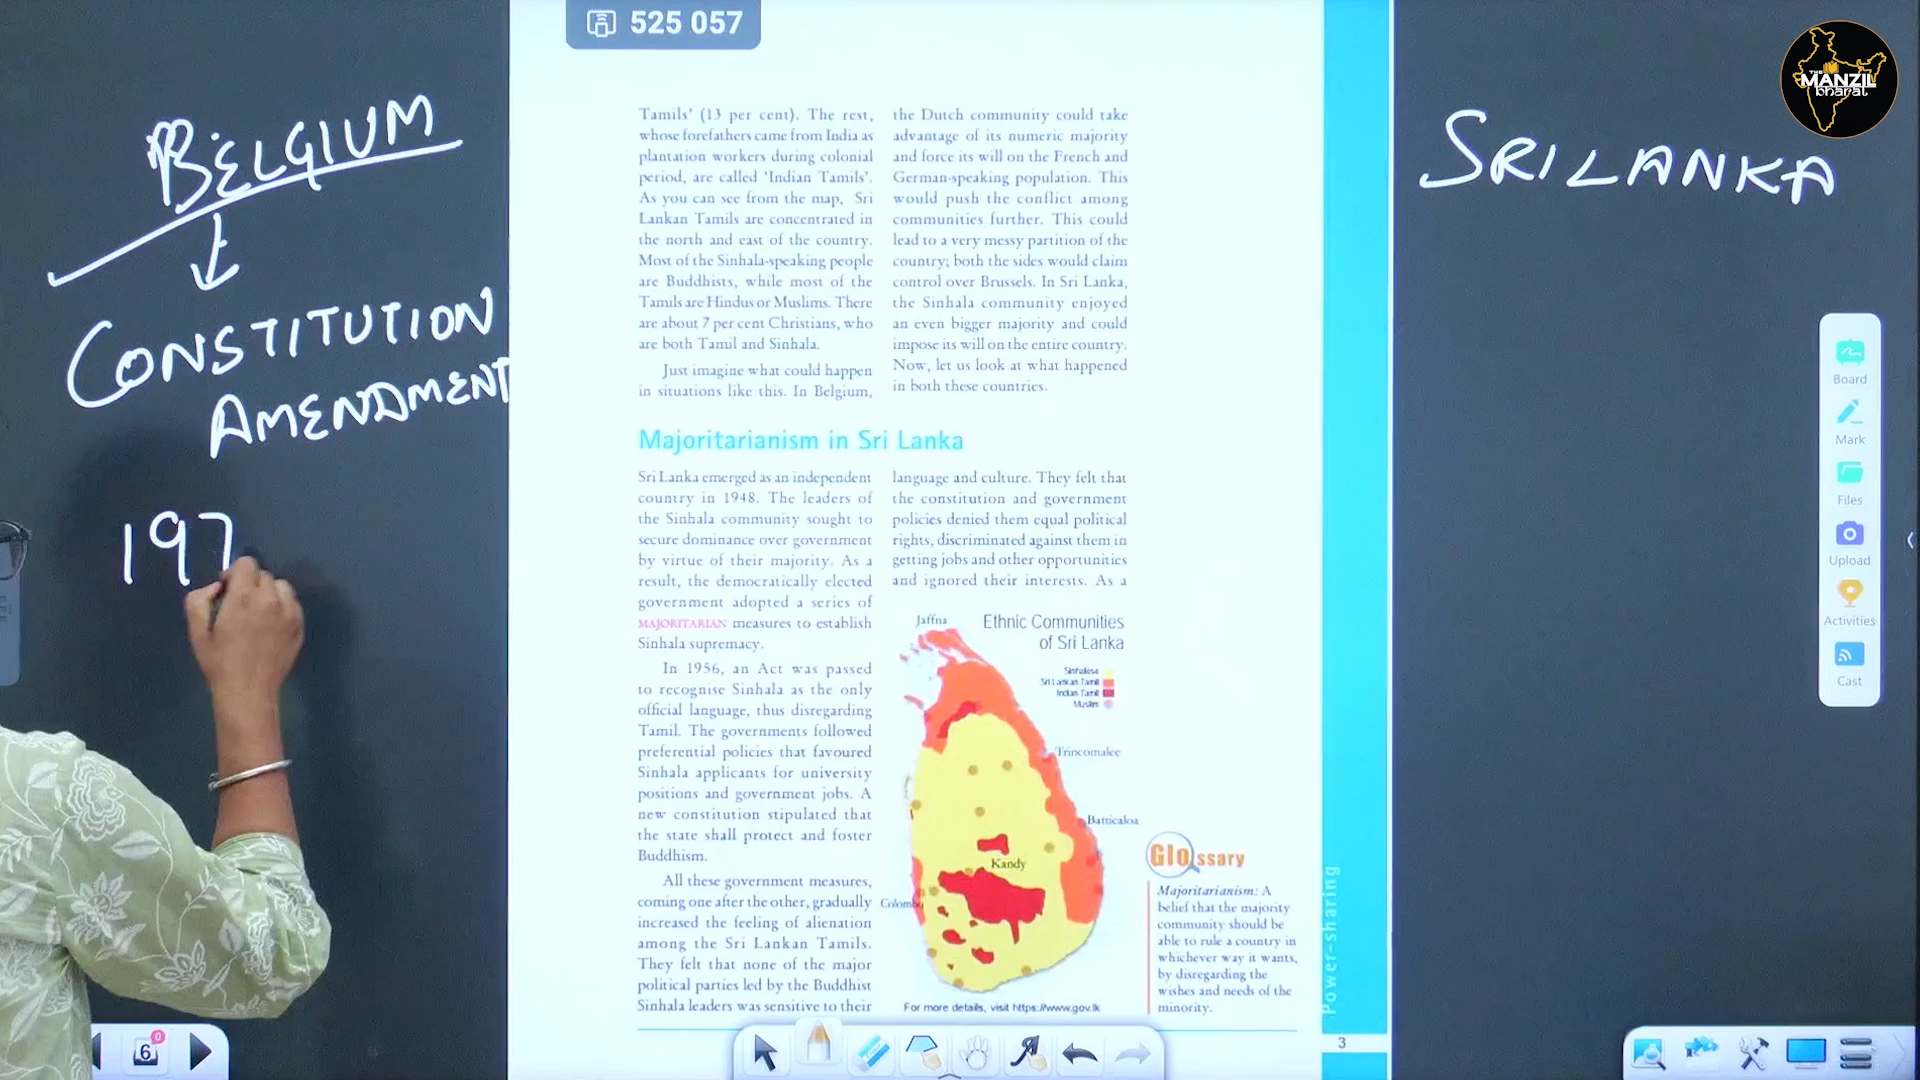 525 057
THE
MANZIL
bharat
BELGIUM
CONSTITUTION
AMENDMENT
197
SRILANKA
Tamils' (13 per cent). The rest,
whose forefathers came from India as
plantation workers during colonial
period, are called 'Indian Tamils'.
As you can see from the map, Sri
Lankan Tamils are concentrated in
the north and east of the country.
Most of the Sinhala-speaking people
are Buddhists, while most of the
Tamils are Hindus or Muslims. There
are about 7 per cent Christians, who
are both Tamil and Sinhala.
Just imagine what could happen
in situations like this. In Belgium,
the Dutch community could take
advantage of its numeric majority
and force its will on the French and
German-speaking population. This
would push the conflict among
communities further. This could
lead to a very messy partition of the
country; both the sides would claim
control over Brussels. In Sri Lanka,
the Sinhala community enjoyed
an even bigger majority and could
impose its will on the entire country.
Now, let us look at what happened
in both these countries.
Majoritarianism in Sri Lanka
Sri Lanka emerged as an independent
country in 1948. The leaders of
the Sinhala community sought to
secure dominance over government
by virtue of their majority. As a
result, the democratically elected
government adopted a series of
MAJORITARIAN measures to establish
Sinhala supremacy.
In 1956, an Act was passed
to recognise Sinhala as the only
official language, thus disregarding
Tamil. The governments followed
preferential policies that favoured
Sinhala applicants for university
positions and government jobs. A
new constitution stipulated that
the state shall protect and foster
Buddhism.
All these government measures,
coming one after the other, gradually
increased the feeling of alienation
among the Sri Lankan Tamils.
They felt that none of the major
political parties led by the Buddhist
Sinhala leaders was sensitive to their
language and culture. They felt that
the constitution and government
policies denied them equal political
rights, discriminated against them in
getting jobs and other opportunities
and ignored their interests. As a
Ethnic Communities
of Sri Lanka
Sinhalese
Sri Lankan Tamil
Indian Tamil
Muslim
Jaffna
Trincomalee
Batticaloa
Kandy
Colombo
For more details, visit https://www.gov.lk
Glossary
Majoritarianism: A
belief that the majority
community should be
able to rule a country in
whichever way it wants,
by disregarding the
wishes and needs of the
minority.
Power-sharing
3
Board
Mark
Files
Upload
Activities
Cast
6
0